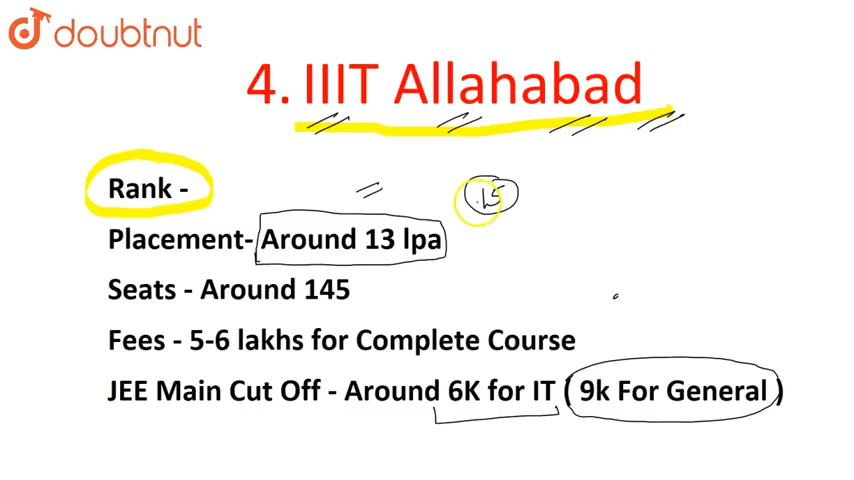 doubtnut
4. IIIT Allahabad
Rank - 15
Placement- Around 13 lpa
Seats - Around 145
Fees - 5-6 lakhs for Complete Course
JEE Main Cut Off - Around 6K for IT ( 9k For General )